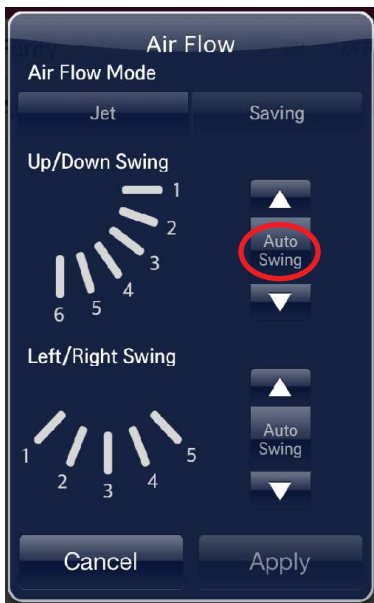 Air Flow
Air Flow Mode
Jet Saving
Up/Down Swing
1
2
3
4
5
6
Auto
Swing
Left/Right Swing
1
2
3
4
5
Auto
Swing
Cancel Apply